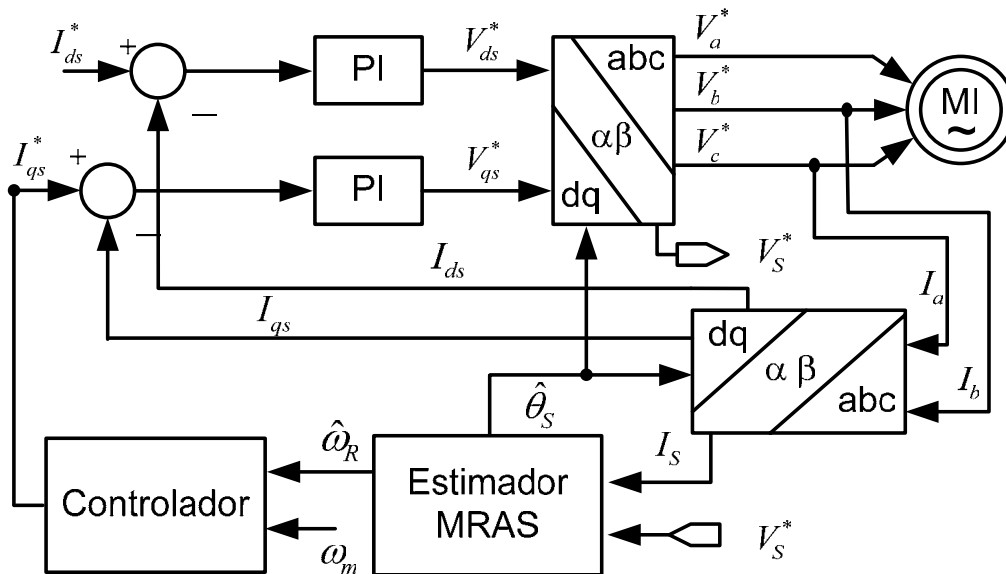 I*ds
+
−
PI
V*ds
abc
αβ
dq
V*a
V*b
V*c
MI
~
I*qs
+
−
PI
V*qs
V*S
Ids
Iqs
Ia
Ib
dq
α β
abc
θ̂S
IS
ω̂R
Controlador
ωm
Estimador
MRAS
V*S